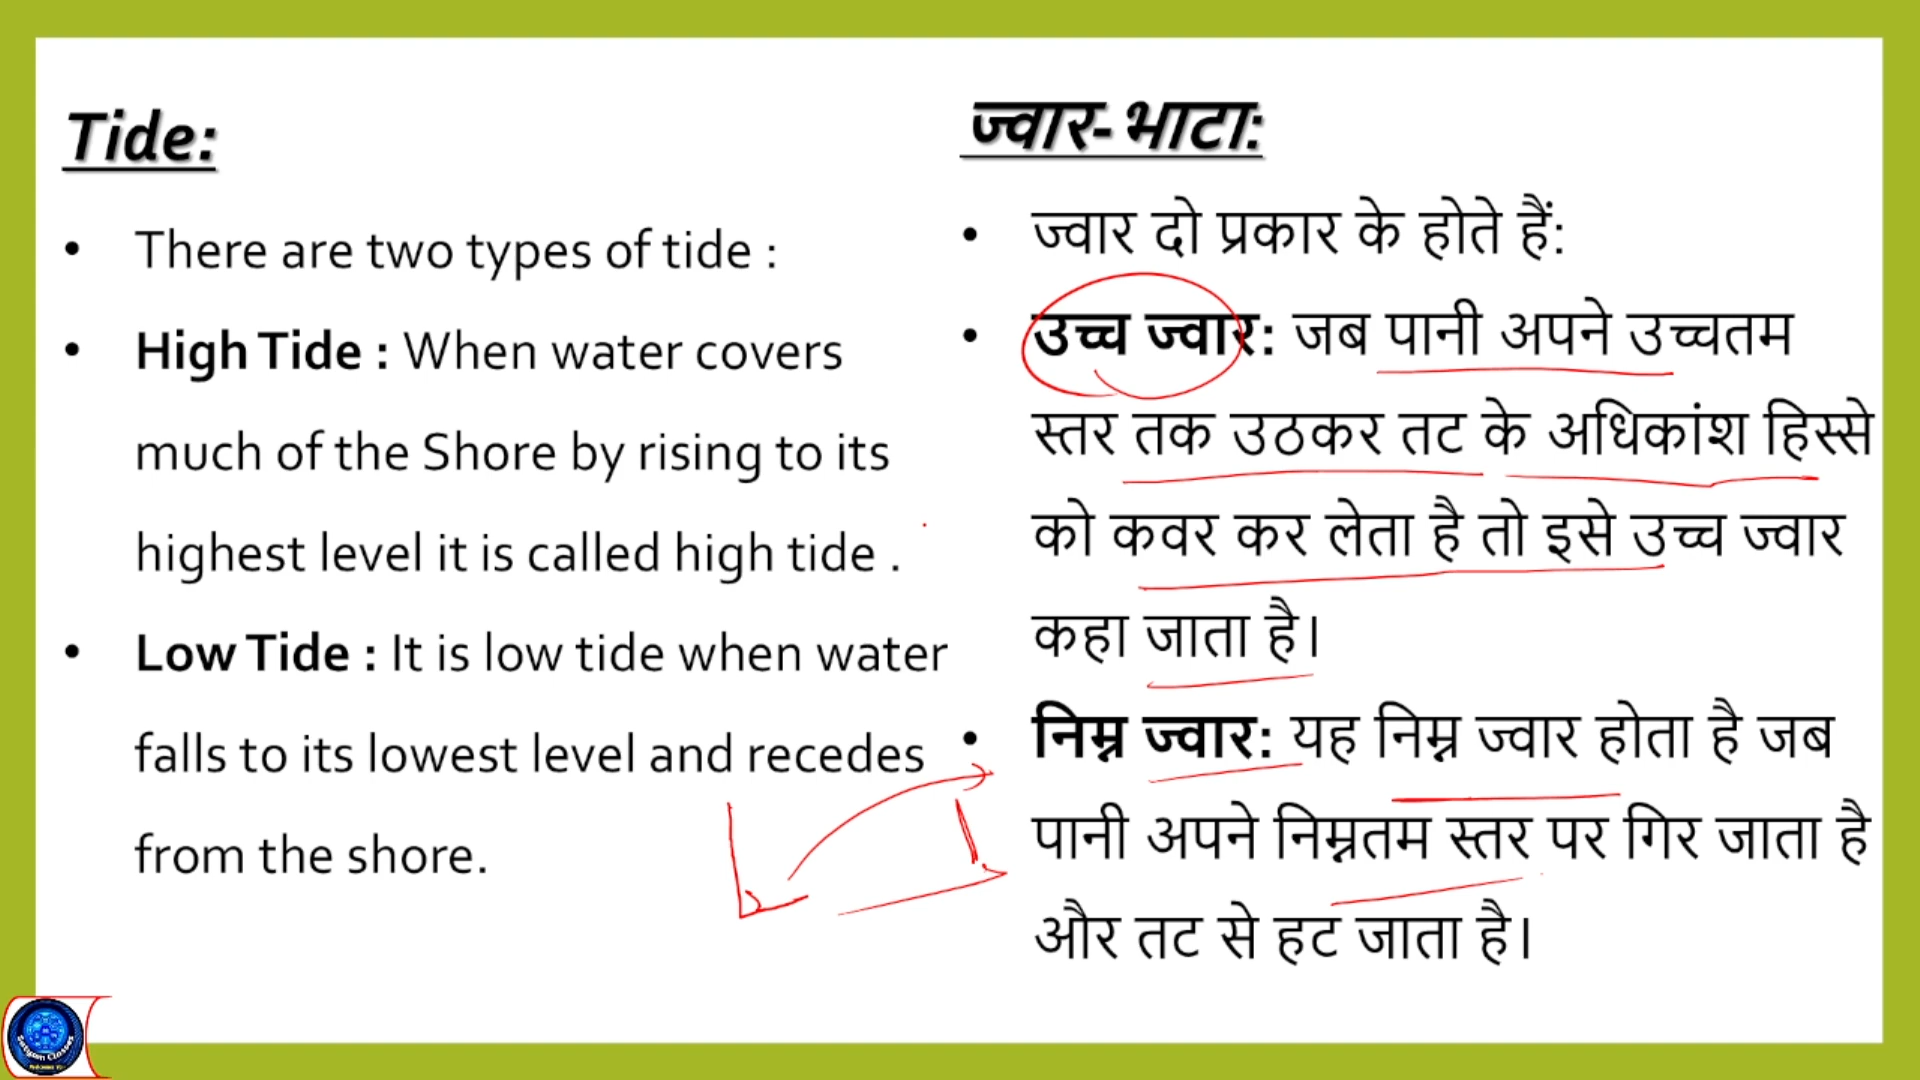 Tide:
• There are two types of tide :
• High Tide : When water covers
much of the Shore by rising to its
highest level it is called high tide .
• Low Tide : It is low tide when water
falls to its lowest level and recedes
from the shore.
ज्वार-भाटा:
• ज्वार दो प्रकार के होते हैं:
• उच्च ज्वार: जब पानी अपने उच्चतम
स्तर तक उठकर तट के अधिकांश हिस्से
को कवर कर लेता है तो इसे उच्च ज्वार
कहा जाता है।
• निम्न ज्वार: यह निम्न ज्वार होता है जब
पानी अपने निम्नतम स्तर पर गिर जाता है
और तट से हट जाता है।